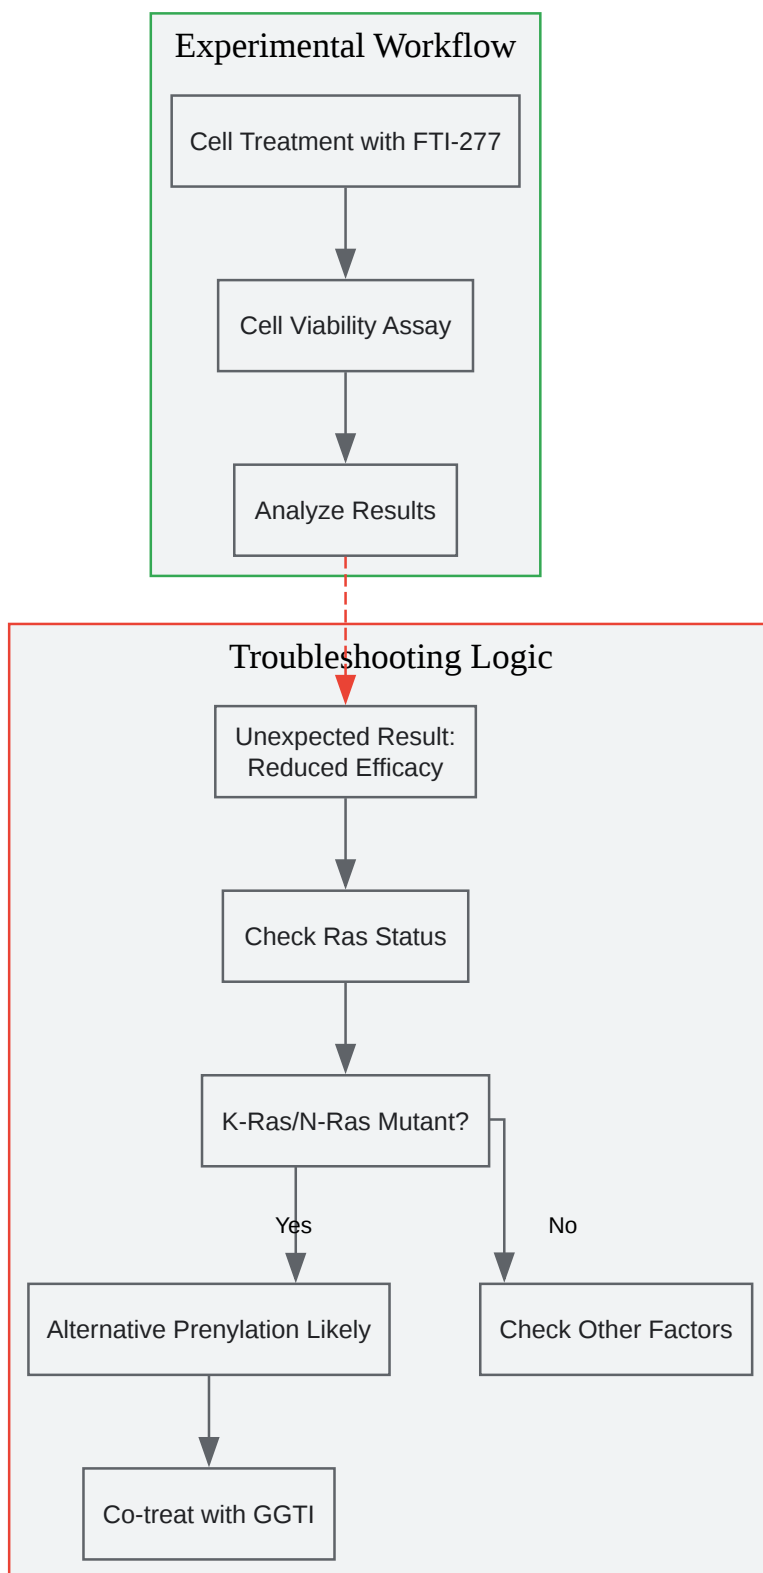 Experimental Workflow
Cell Treatment with FTI-277
Cell Viability Assay
Analyze Results
Troubleshooting Logic
Unexpected Result:
Reduced Efficacy
Check Ras Status
K-Ras/N-Ras Mutant?
Yes
No
Alternative Prenylation Likely
Check Other Factors
Co-treat with GGTI